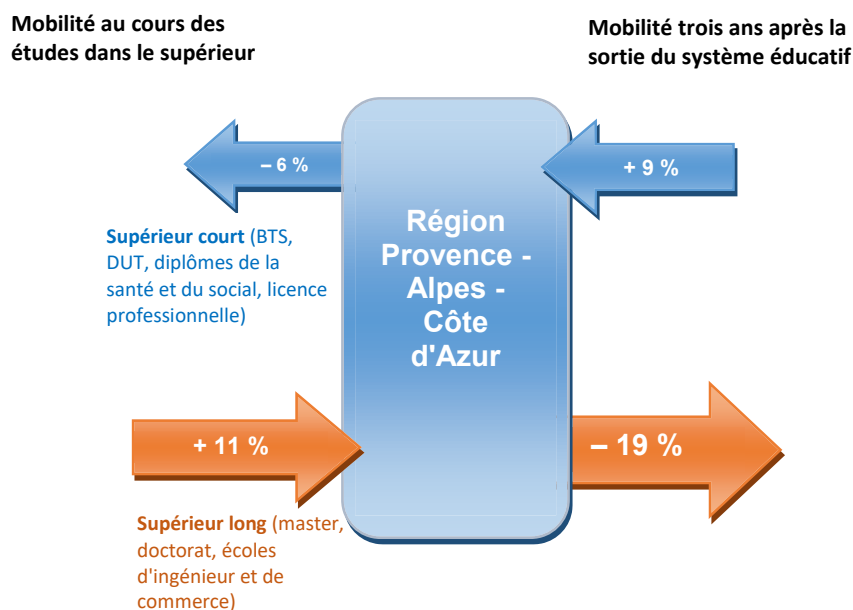 Mobilité au cours des
études dans le supérieur
Mobilité trois ans après la
sortie du système éducatif
– 6 %
+ 9 %
Supérieur court (BTS,
DUT, diplômes de la
santé et du social, licence
professionnelle)
Région
Provence -
Alpes -
Côte
d'Azur
+ 11 %
– 19 %
Supérieur long (master,
doctorat, écoles
d'ingénieur et de
commerce)